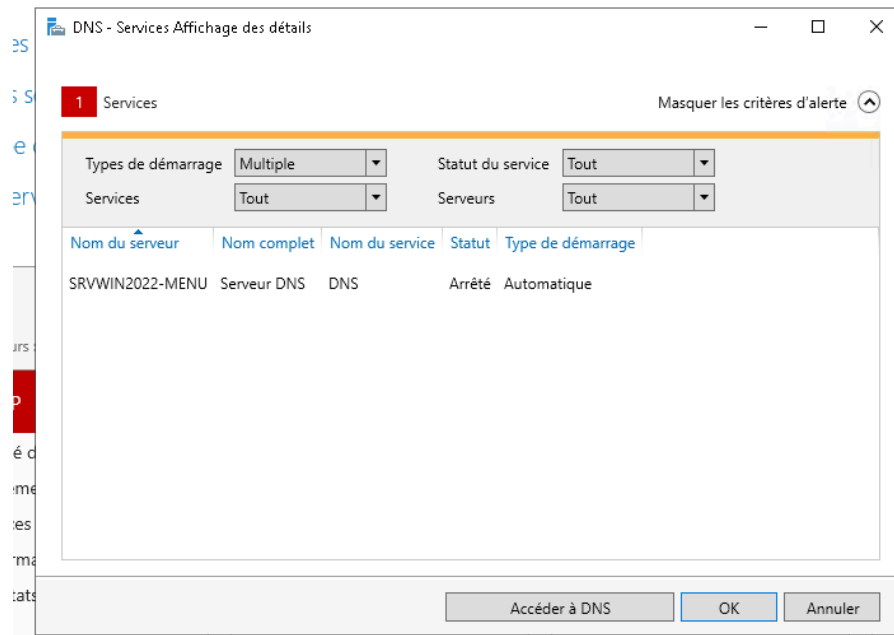 DNS - Services Affichage des détails
1 Services Masquer les critères d'alerte
Types de démarrage Multiple Statut du service Tout
Services Tout Serveurs Tout
Nom du serveur Nom complet Nom du service Statut Type de démarrage
SRVWIN2022-MENU Serveur DNS DNS Arrêté Automatique
Accéder à DNS OK Annuler